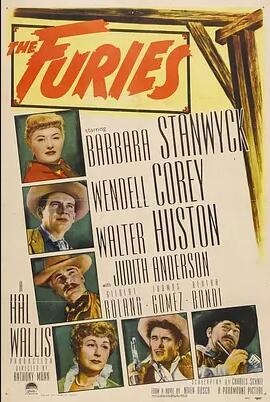 THE
FURIES
starring
BARBARA STANWYCK
WENDELL COREY
WALTER HUSTON
with JUDITH ANDERSON
GILBERT ROLAND · THOMAS GOMEZ · BEULAH BONDI
A
HAL
WALLIS
PRODUCTION
DIRECTED BY
ANTHONY MANN
SCREENPLAY BY CHARLES SCHNEE
FROM A NOVEL BY NIVEN BUSCH
A PARAMOUNT PICTURE